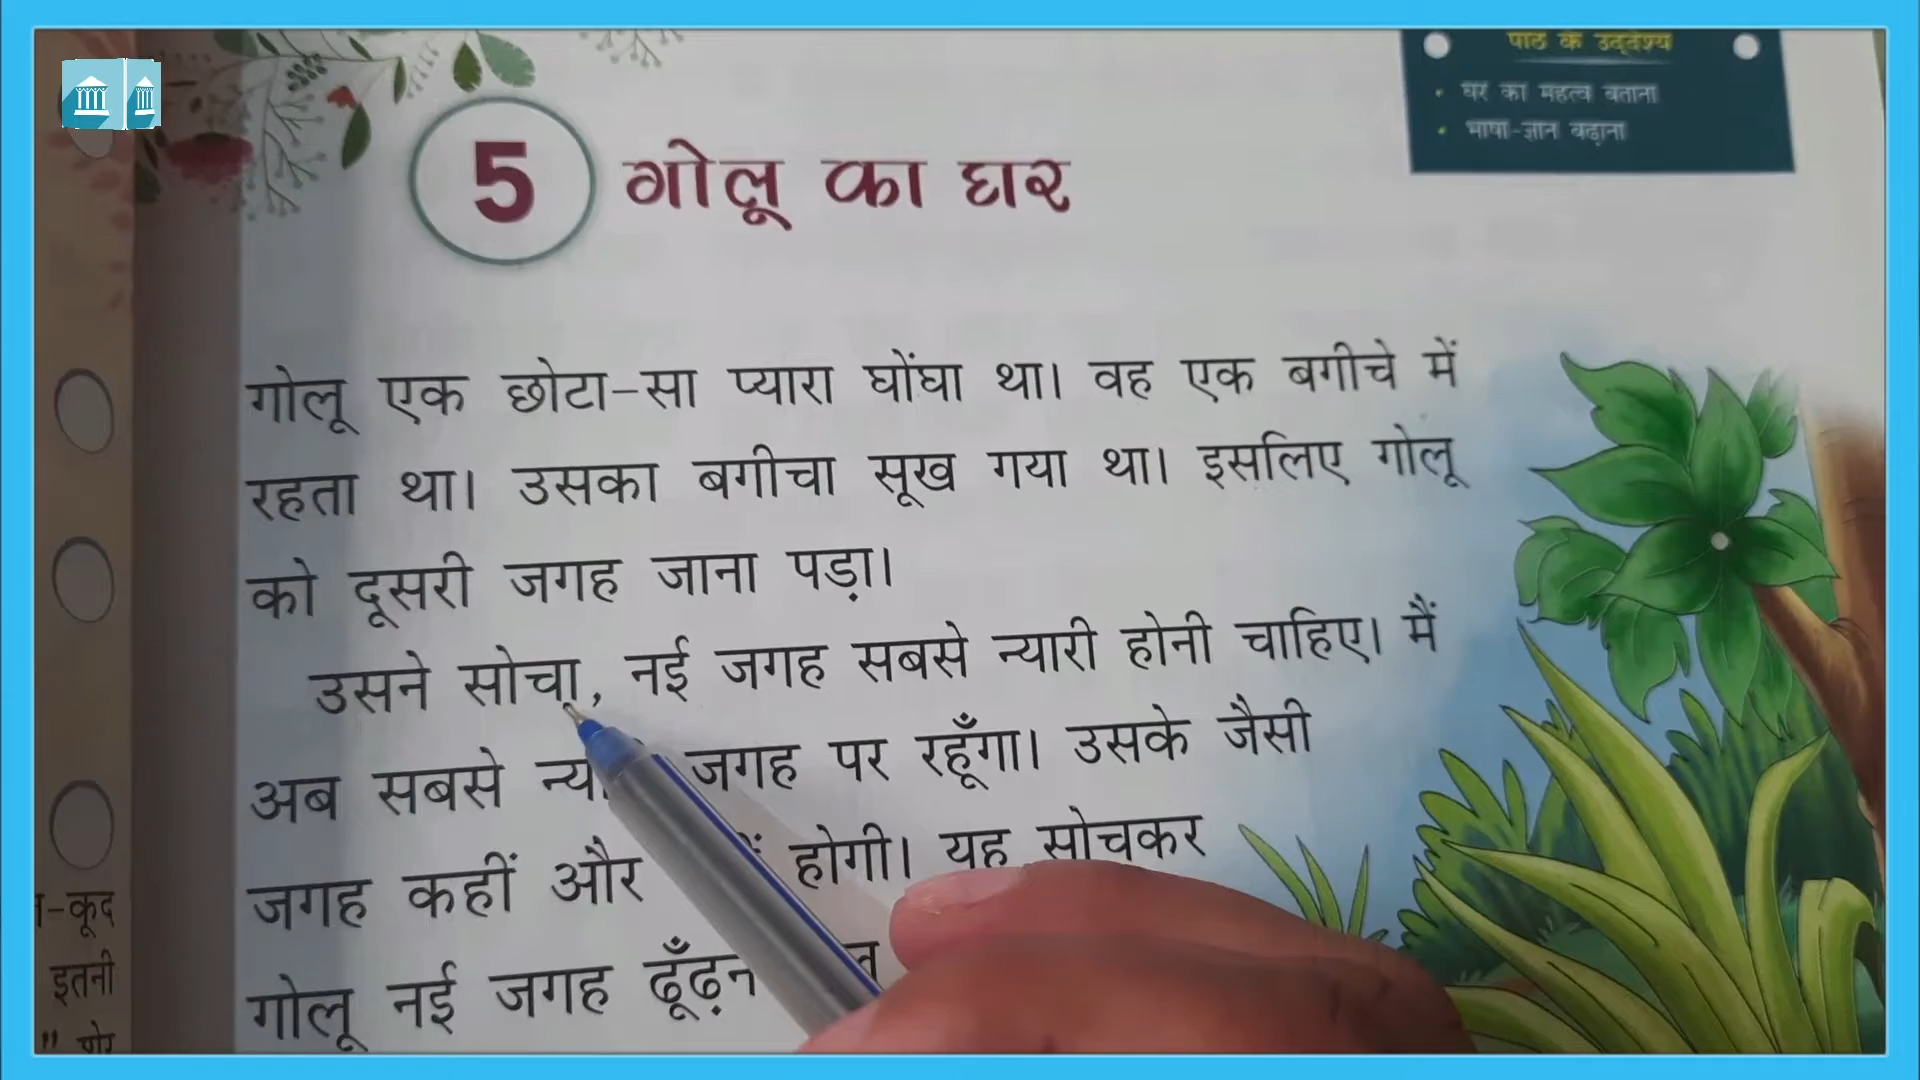 पाठ के उद्देश्य
• घर का महत्व बताना
• भाषा-ज्ञान बढ़ाना
5 गोलू का घर
गोलू एक छोटा-सा प्यारा घोंघा था। वह एक बगीचे में
रहता था। उसका बगीचा सूख गया था। इसलिए गोलू
को दूसरी जगह जाना पड़ा।
उसने सोचा, नई जगह सबसे न्यारी होनी चाहिए। मैं
अब सबसे जगह पर रहूँगा। उसके जैसी
जगह कहीं और होगी। यह सोचकर
गोलू नई जगह
-कूद
इतनी